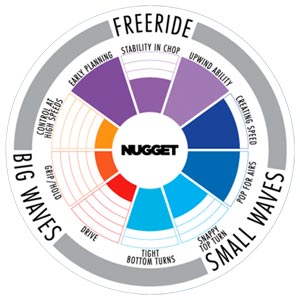 FREERIDE
STABILITY IN CHOP
UPWIND ABILITY
CREATING SPEED
POP FOR AIRS
SNAPPY
TOP TURN
TIGHT
BOTTOM TURNS
DRIVE
GRIP/HOLD
CONTROL AT
HIGH SPEEDS
EARLY PLANNING
NUGGET
SMALL WAVES
BIG WAVES